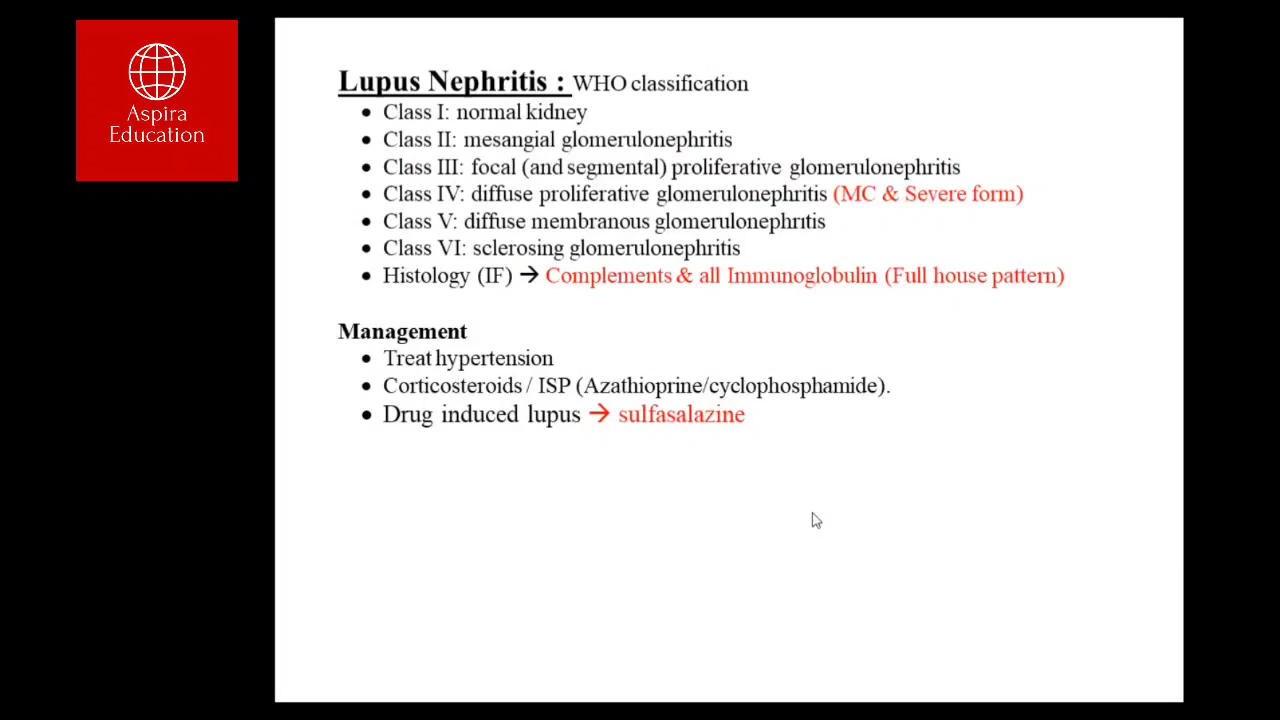 Aspira
Education
Lupus Nephritis : WHO classification
• Class I: normal kidney
• Class II: mesangial glomerulonephritis
• Class III: focal (and segmental) proliferative glomerulonephritis
• Class IV: diffuse proliferative glomerulonephritis (MC & Severe form)
• Class V: diffuse membranous glomerulonephritis
• Class VI: sclerosing glomerulonephritis
• Histology (IF) → Complements & all Immunoglobulin (Full house pattern)
Management
• Treat hypertension
• Corticosteroids / ISP (Azathioprine/cyclophosphamide).
• Drug induced lupus → sulfasalazine